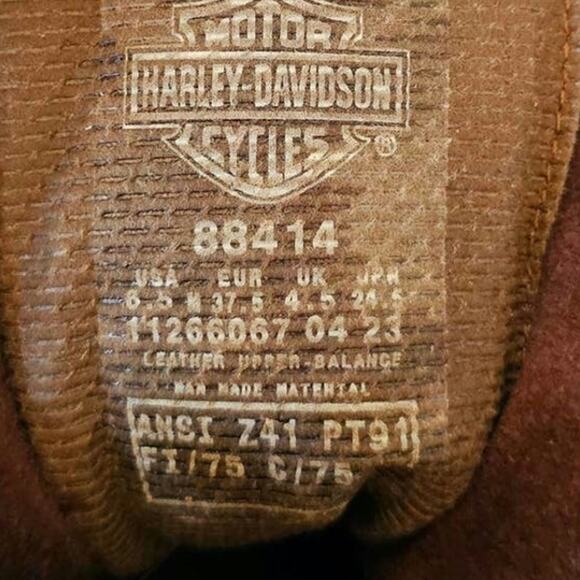 MOTOR
HARLEY-DAVIDSON
CYCLES ®
88414
USA EUR UK JPN
6.5 M 37.5 4.5 24.5
11266067 04 23
LEATHER UPPER-BALANCE
MAN MADE MATERIAL
ANSI Z41 PT91
FI/75 C/75